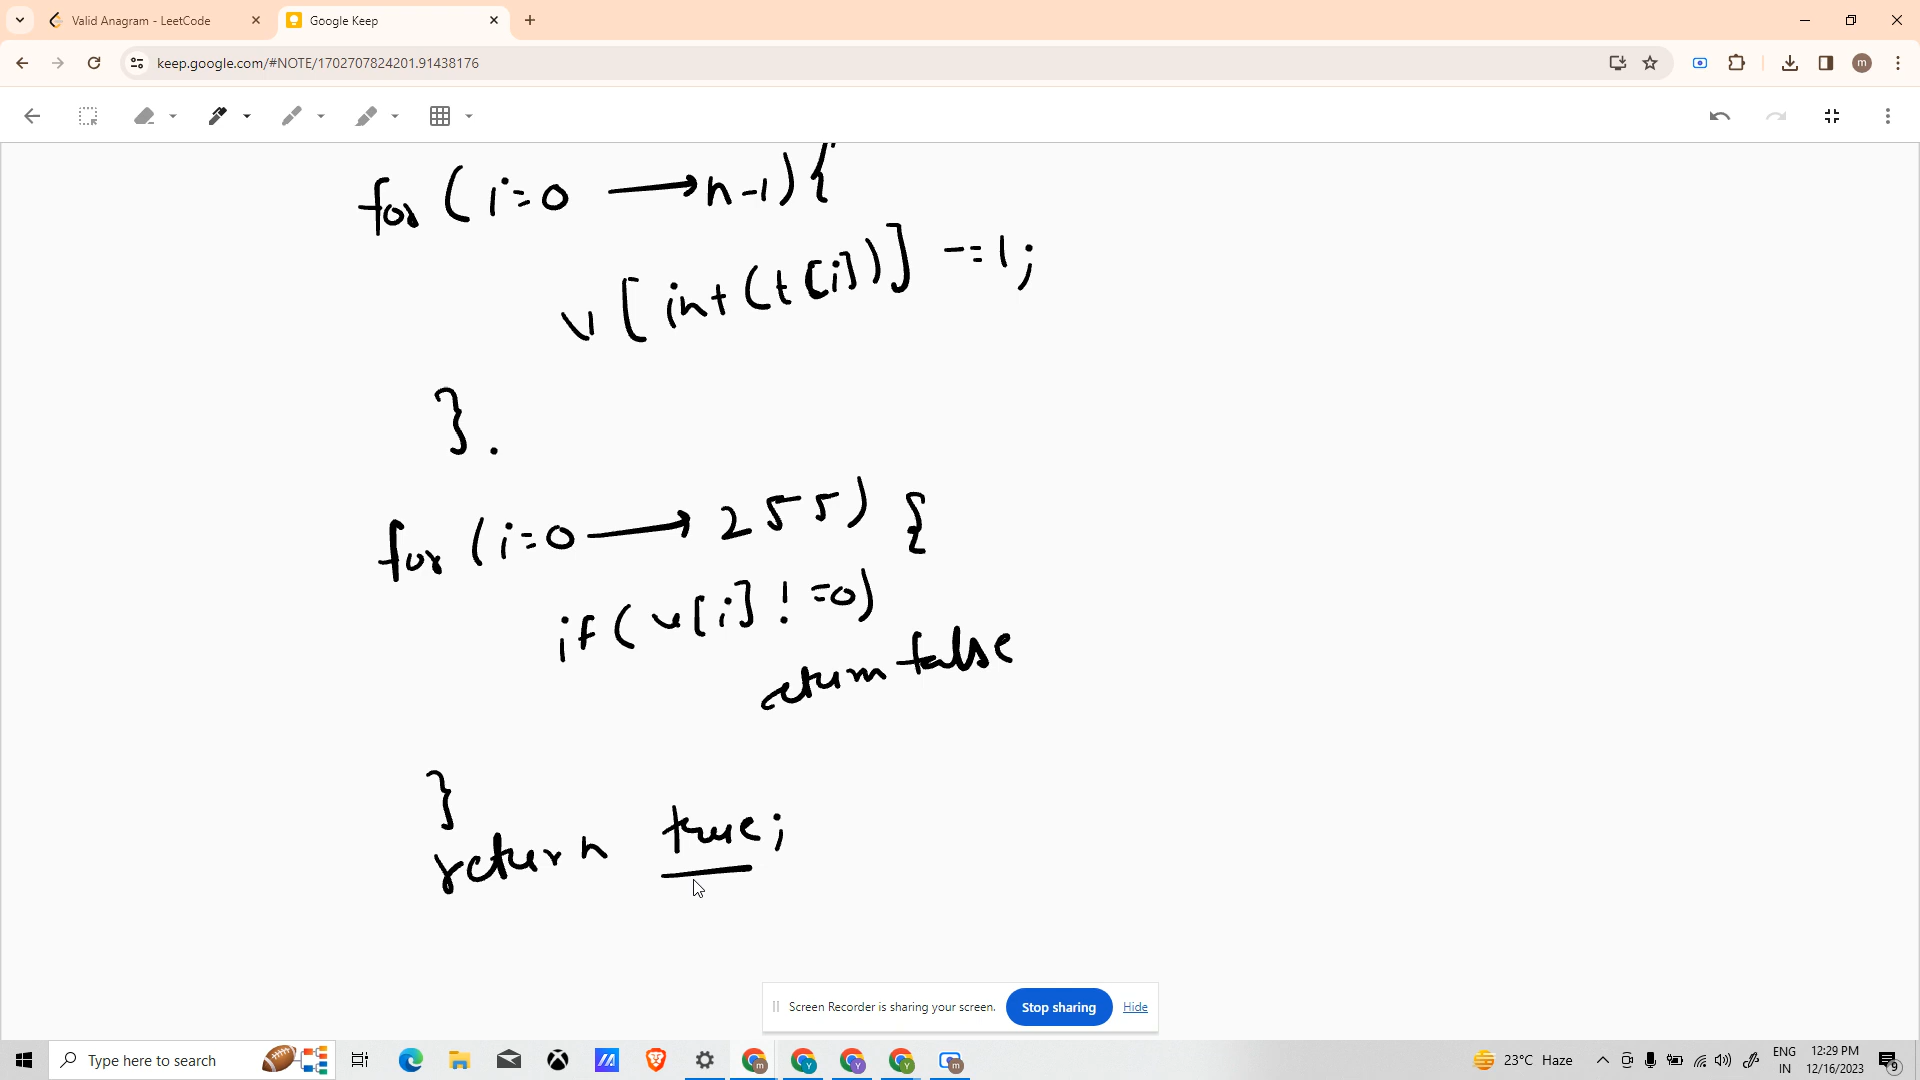 Valid Anagram - LeetCode
Google Keep
keep.google.com/#NOTE/1702707824201.91438176
m
for (i=0 → n-1) {
v[int(t[i])] -=1;
}.
for (i=0 → 255) {
if (v[i] !=0)
return false
}
return true;
Screen Recorder is sharing your screen.
Stop sharing
Hide
Type here to search
23°C Haze
ENG
IN
12:29 PM
12/16/2023
9